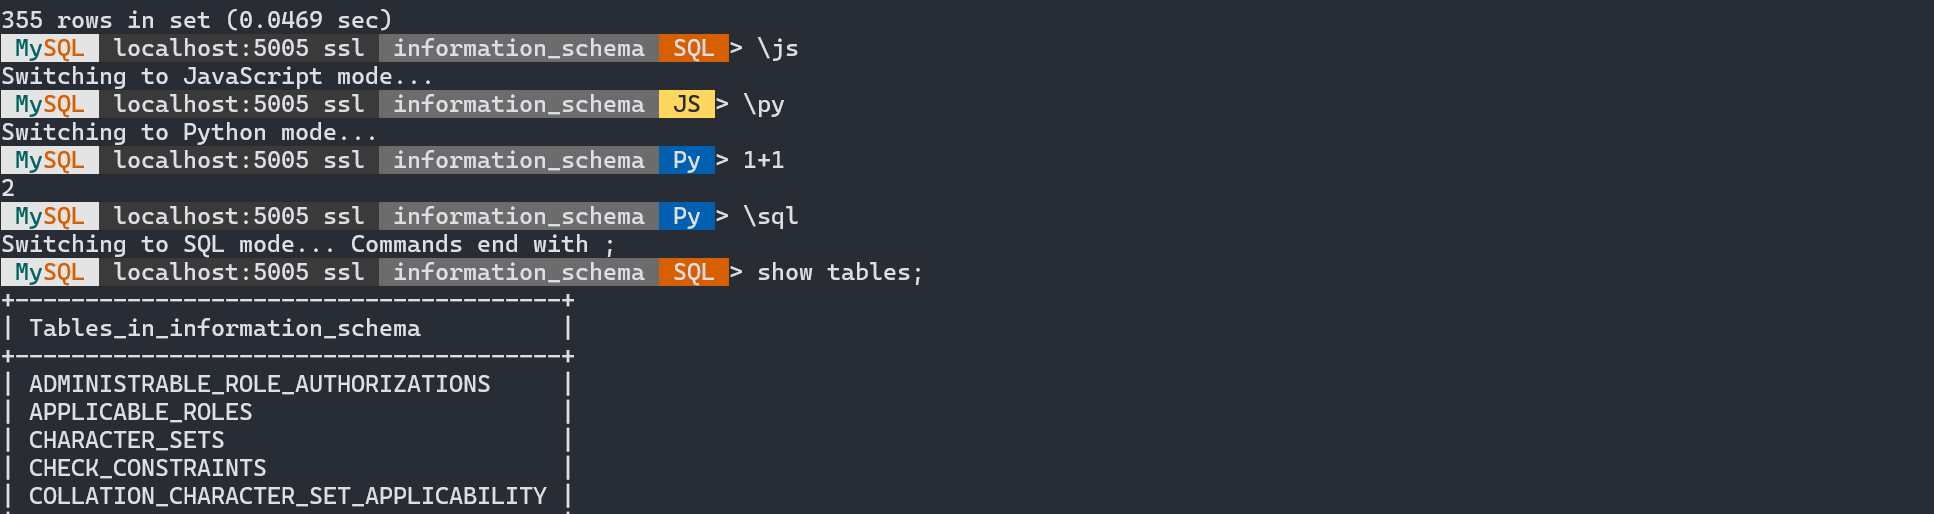 355 rows in set (0.0469 sec)
MySQL localhost:5005 ssl information_schema SQL > \js
Switching to JavaScript mode...
MySQL localhost:5005 ssl information_schema JS > \py
Switching to Python mode...
MySQL localhost:5005 ssl information_schema Py > 1+1
2
MySQL localhost:5005 ssl information_schema Py > \sql
Switching to SQL mode... Commands end with ;
MySQL localhost:5005 ssl information_schema SQL > show tables;
+---------------------------------------+
| Tables_in_information_schema          |
+---------------------------------------+
| ADMINISTRABLE_ROLE_AUTHORIZATIONS     |
| APPLICABLE_ROLES                      |
| CHARACTER_SETS                        |
| CHECK_CONSTRAINTS                     |
| COLLATION_CHARACTER_SET_APPLICABILITY |